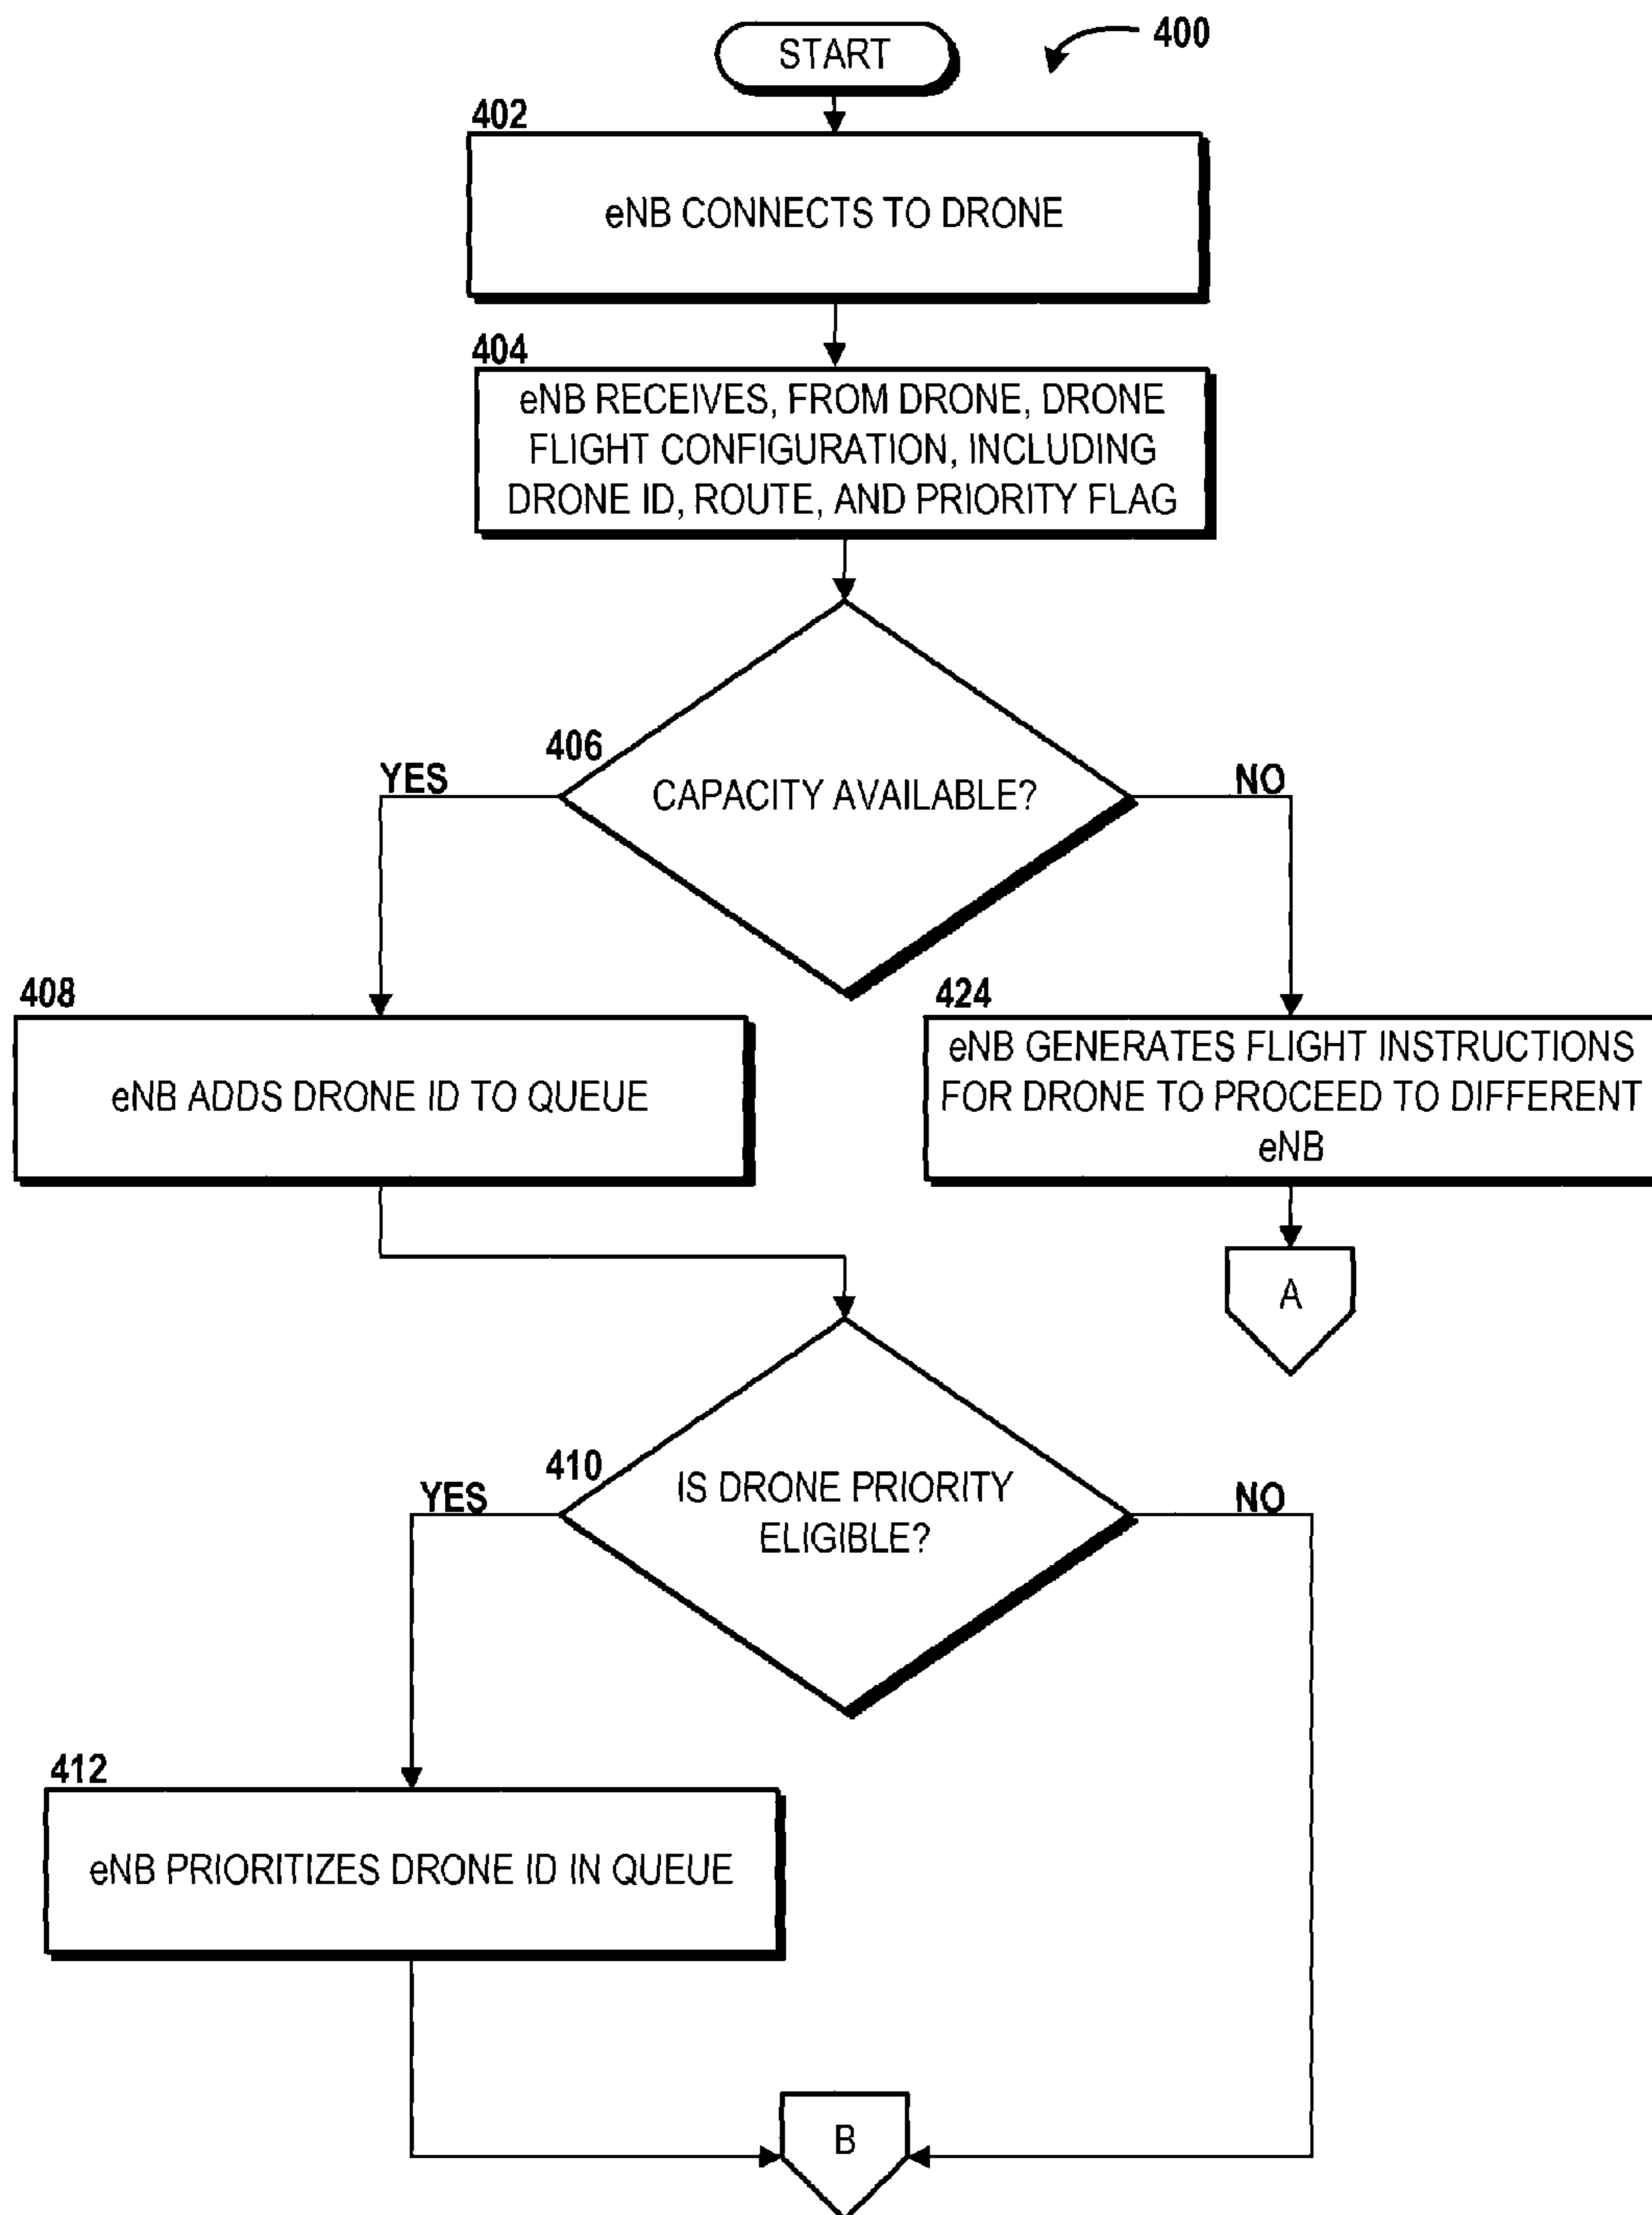 START
400
402
eNB CONNECTS TO DRONE
404
eNB RECEIVES, FROM DRONE, DRONE
FLIGHT CONFIGURATION, INCLUDING
DRONE ID, ROUTE, AND PRIORITY FLAG
406
YES
CAPACITY AVAILABLE?
NO
408
eNB ADDS DRONE ID TO QUEUE
424
eNB GENERATES FLIGHT INSTRUCTIONS
FOR DRONE TO PROCEED TO DIFFERENT
eNB
A
410
YES
IS DRONE PRIORITY
ELIGIBLE?
NO
412
eNB PRIORITIZES DRONE ID IN QUEUE
B